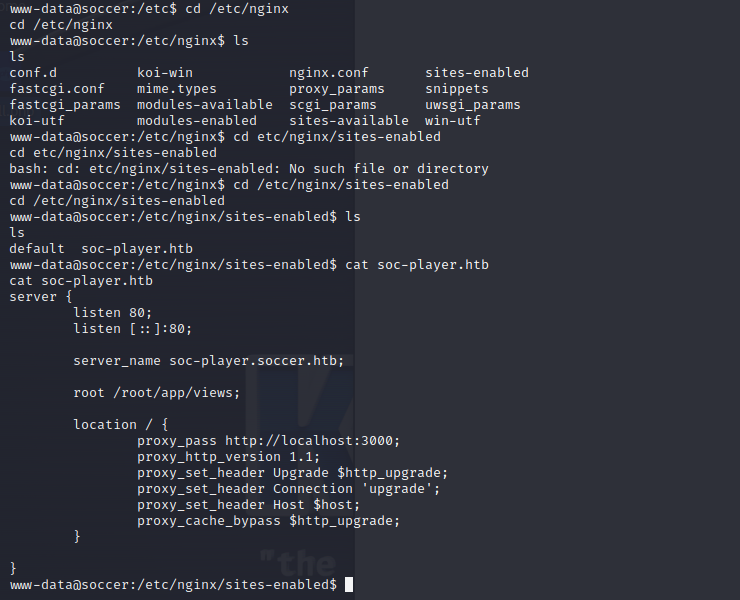 www-data@soccer:/etc$ cd /etc/nginx
cd /etc/nginx
www-data@soccer:/etc/nginx$ ls
ls
conf.d          koi-win            nginx.conf       sites-enabled
fastcgi.conf    mime.types         proxy_params     snippets
fastcgi_params  modules-available  scgi_params      uwsgi_params
koi-utf         modules-enabled    sites-available  win-utf
www-data@soccer:/etc/nginx$ cd etc/nginx/sites-enabled
cd etc/nginx/sites-enabled
bash: cd: etc/nginx/sites-enabled: No such file or directory
www-data@soccer:/etc/nginx$ cd /etc/nginx/sites-enabled
cd /etc/nginx/sites-enabled
www-data@soccer:/etc/nginx/sites-enabled$ ls
ls
default  soc-player.htb
www-data@soccer:/etc/nginx/sites-enabled$ cat soc-player.htb
cat soc-player.htb
server {
        listen 80;
        listen [::]:80;
        server_name soc-player.soccer.htb;
        root /root/app/views;
        location / {
                proxy_pass http://localhost:3000;
                proxy_http_version 1.1;
                proxy_set_header Upgrade $http_upgrade;
                proxy_set_header Connection 'upgrade';
                proxy_set_header Host $host;
                proxy_cache_bypass $http_upgrade;
        }
"the
}
www-data@soccer:/etc/nginx/sites-enabled$